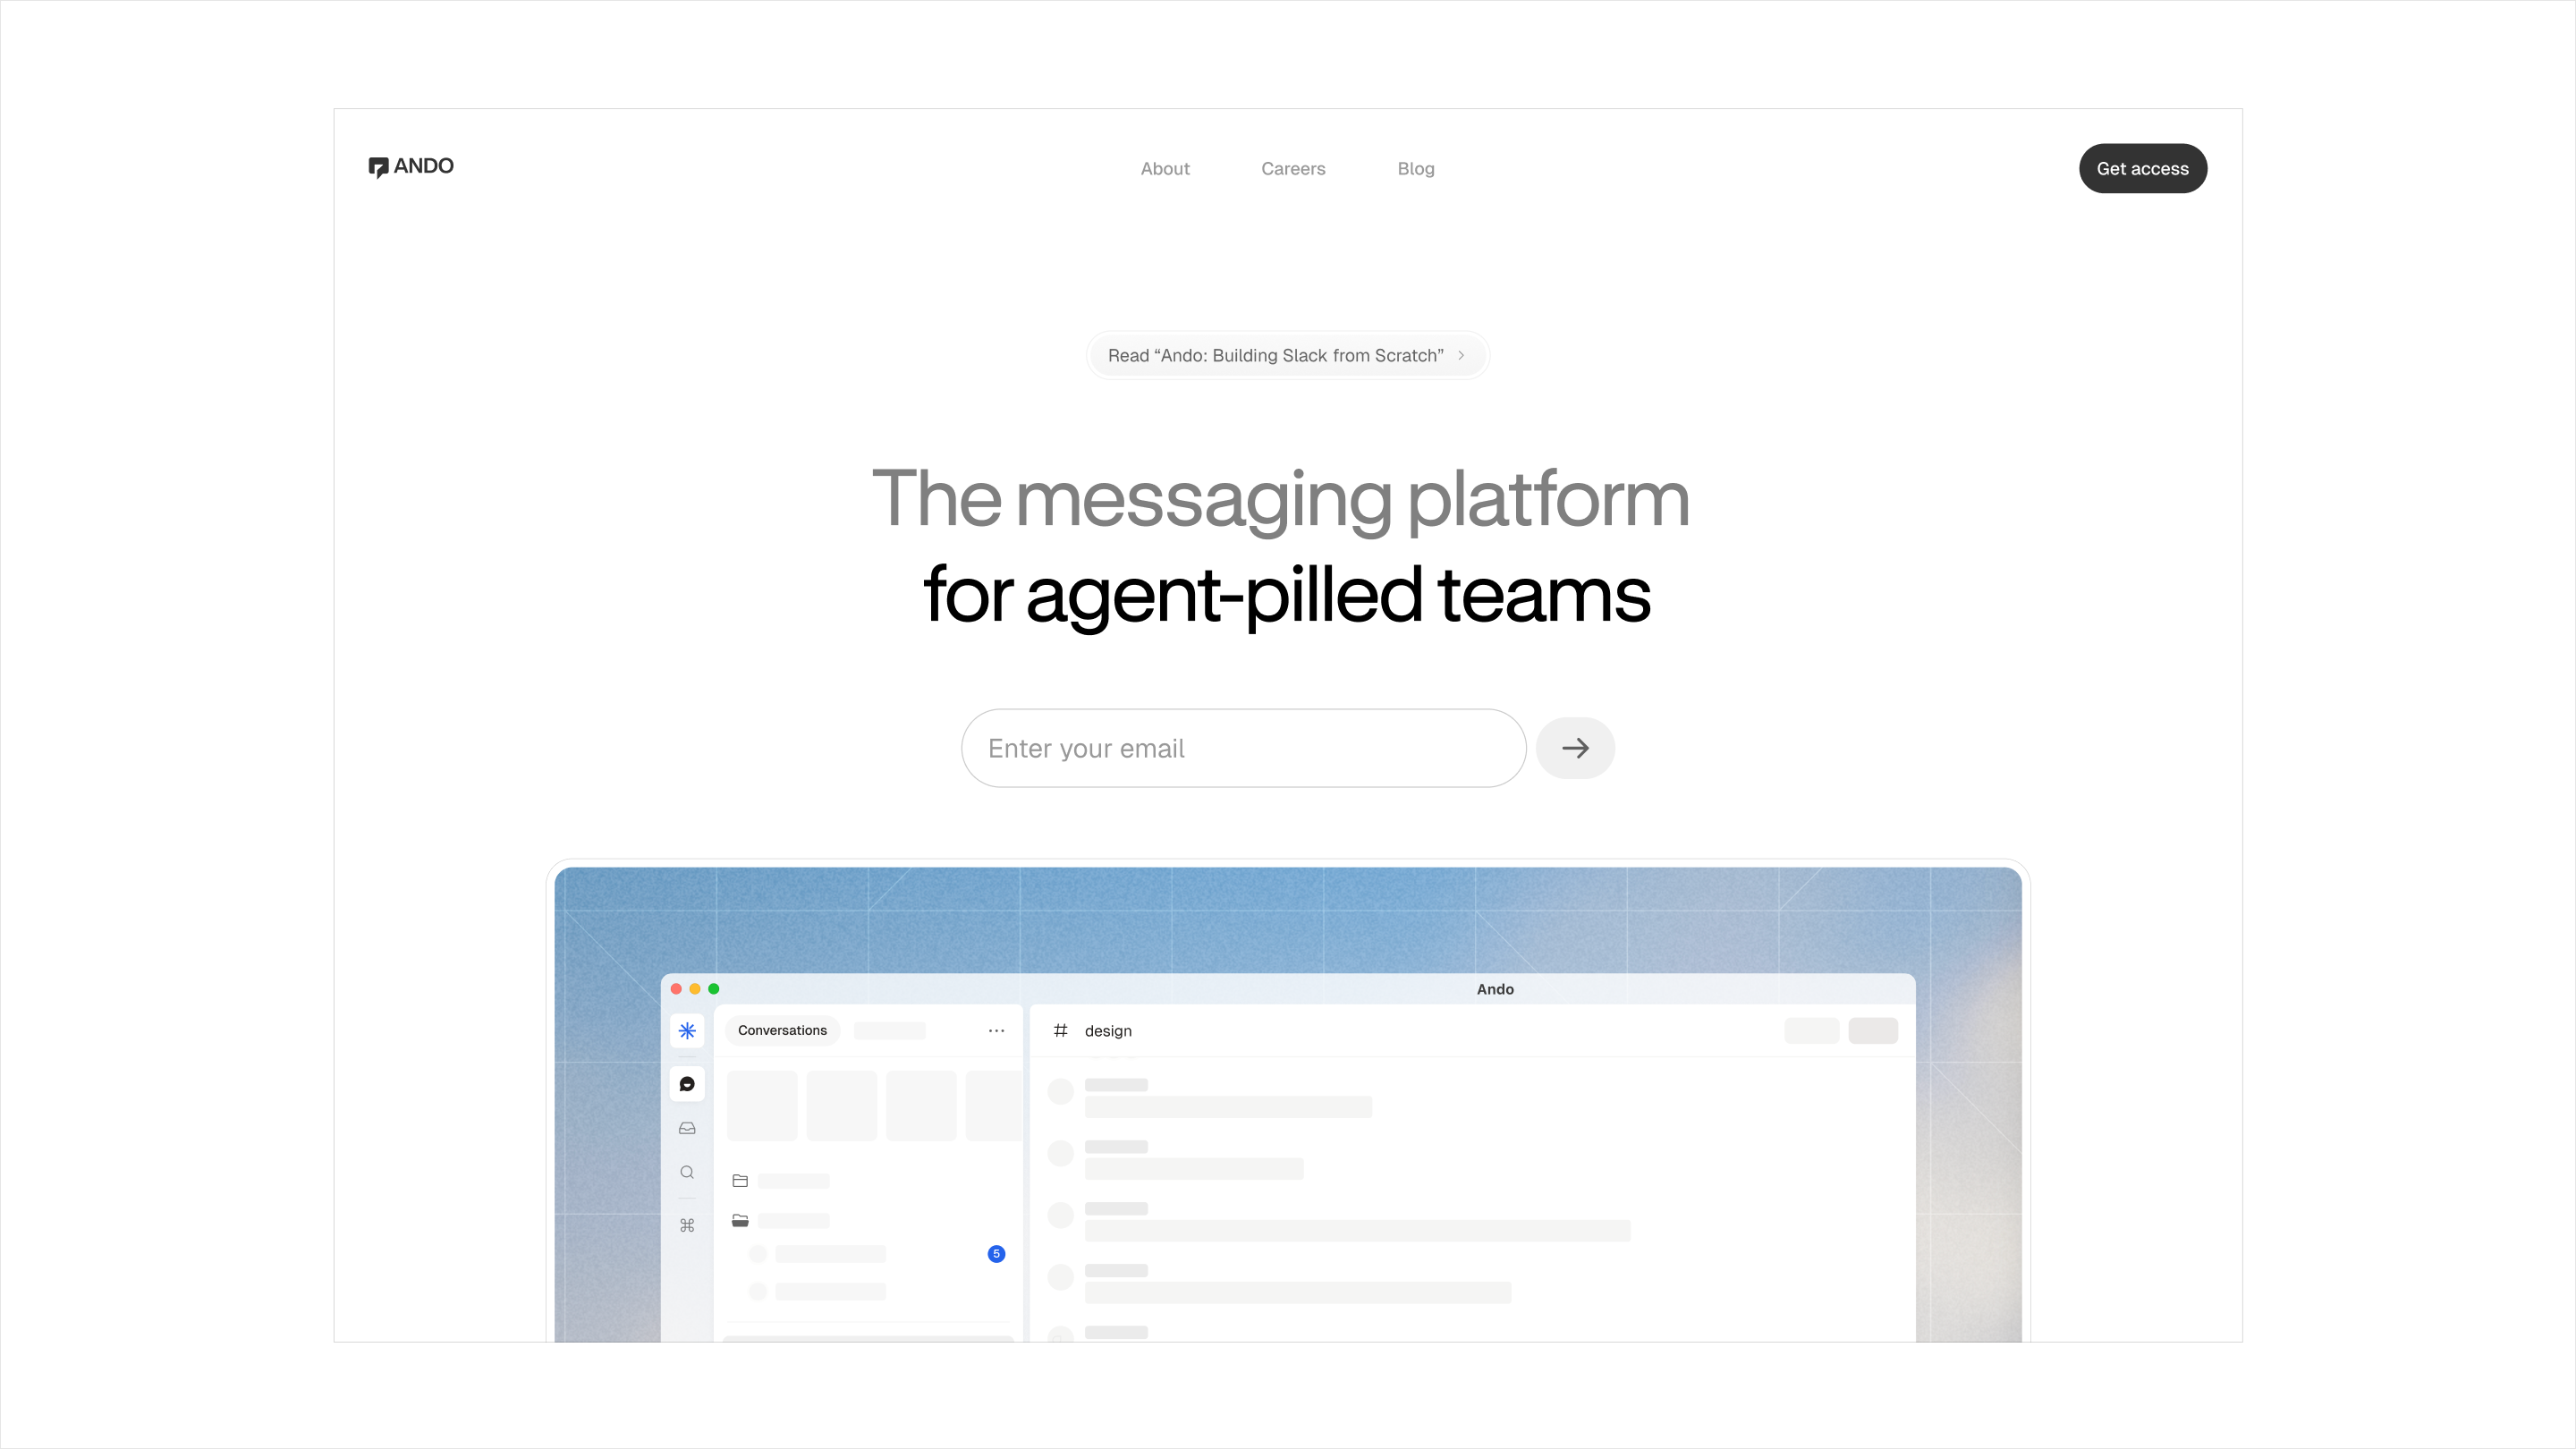 ANDO
About
Careers
Blog
Get access
Read “Ando: Building Slack from Scratch”
The messaging platform
for agent-pilled teams
Enter your email
Ando
Conversations
# design
5